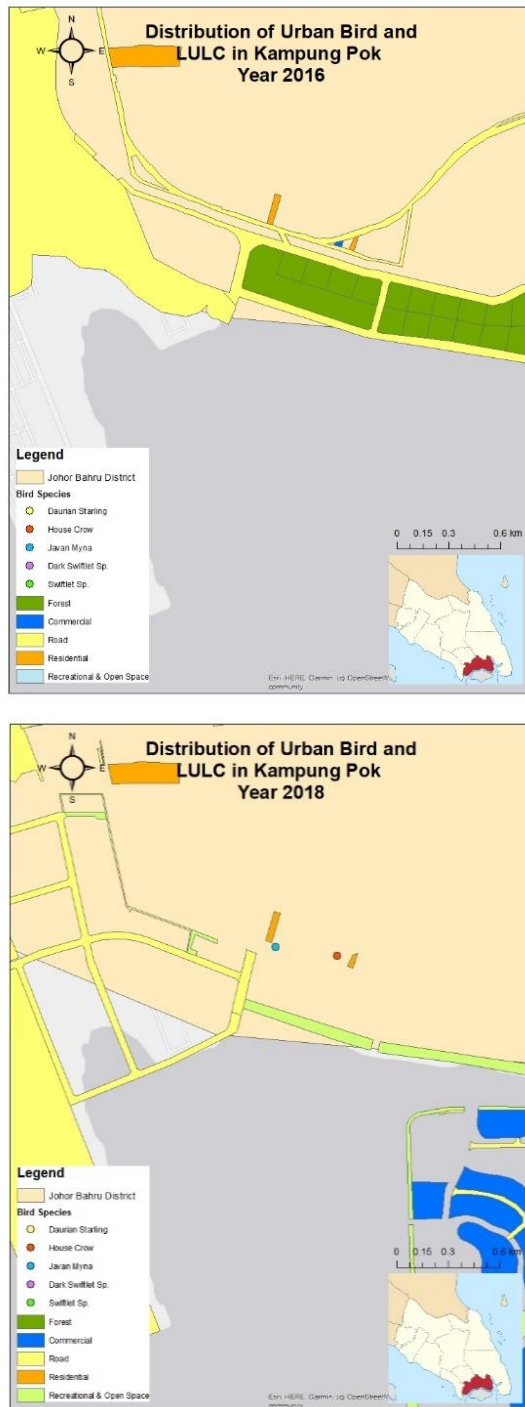 Distribution of Urban Bird and
LULC in Kampung Pok
Year 2016
N
W E
S
Legend
Johor Bahru District
Bird Species
Daurian Starling
House Crow
Javan Myna
Dark Swiftlet Sp.
Swiftlet Sp.
Forest
Commercial
Road
Residential
Recreational & Open Space
0 0.15 0.3 0.6 km
Esri, HERE, Garmin, (c) OpenStreetM
community
Distribution of Urban Bird and
LULC in Kampung Pok
Year 2018
N
W E
S
Legend
Johor Bahru District
Bird Species
Daurian Starling
House Crow
Javan Myna
Dark Swiftlet Sp.
Swiftlet Sp.
Forest
Commercial
Road
Residential
Recreational & Open Space
0 0.15 0.3 0.6 km
Esri, HERE, Garmin, (c) OpenStreetM
community